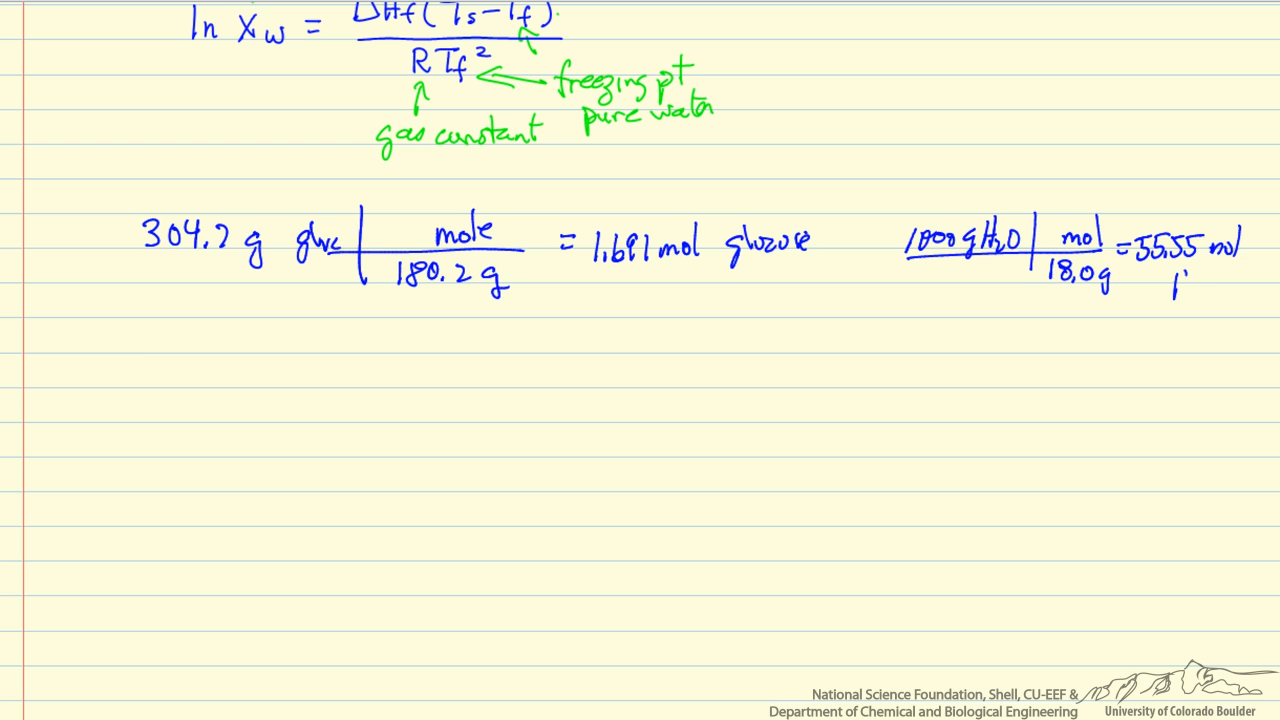 ln Xw = ΔHf(Ts-Tf) / RTf²
freezing pt
pure water
gas constant
304.7 g gluc | mole / 180.2 g = 1.691 mol glucose
1000 g H2O | mol / 18.0 g = 55.55 mol
National Science Foundation, Shell, CU-EEF &
Department of Chemical and Biological Engineering
University of Colorado Boulder